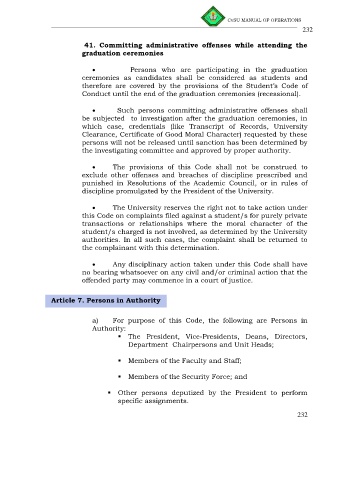 CvSU MANUAL OF OPERATIONS
232
41. Committing administrative offenses while attending the
graduation ceremonies
• Persons who are participating in the graduation
ceremonies as candidates shall be considered as students and
therefore are covered by the provisions of the Student's Code of
Conduct until the end of the graduation ceremonies (recessional).
• Such persons committing administrative offenses shall
be subjected to investigation after the graduation ceremonies, in
which case, credentials (like Transcript of Records, University
Clearance, Certificate of Good Moral Character) requested by these
persons will not be released until sanction has been determined by
the investigating committee and approved by proper authority.
• The provisions of this Code shall not be construed to
exclude other offenses and breaches of discipline prescribed and
punished in Resolutions of the Academic Council, or in rules of
discipline promulgated by the President of the University.
• The University reserves the right not to take action under
this Code on complaints filed against a student/s for purely private
transactions or relationships where the moral character of the
student/s charged is not involved, as determined by the University
authorities. In all such cases, the complaint shall be returned to
the complainant with this determination.
• Any disciplinary action taken under this Code shall have
no bearing whatsoever on any civil and/or criminal action that the
offended party may commence in a court of justice.
Article 7. Persons in Authority
a) For purpose of this Code, the following are Persons in
Authority:
▪ The President, Vice-Presidents, Deans, Directors,
Department Chairpersons and Unit Heads;
▪ Members of the Faculty and Staff;
▪ Members of the Security Force; and
▪ Other persons deputized by the President to perform
specific assignments.
232